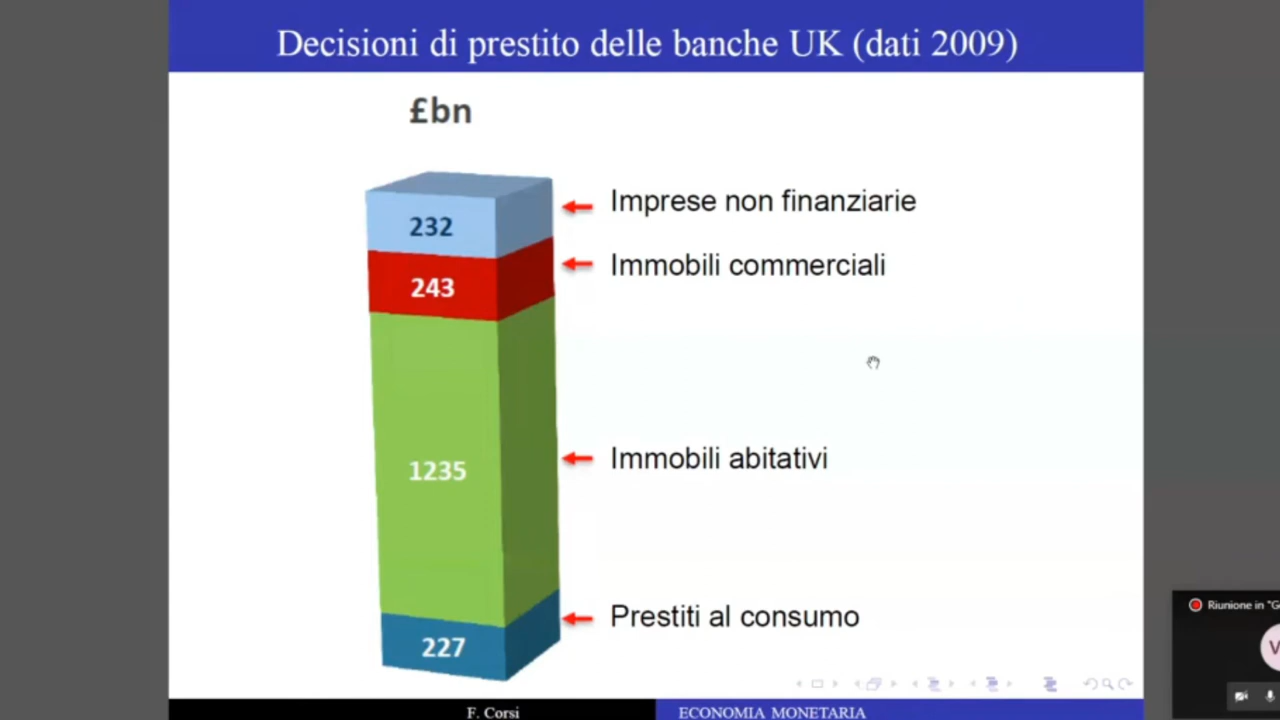 Decisioni di prestito delle banche UK (dati 2009)
£bn
232
Imprese non finanziarie
243
Immobili commerciali
1235
Immobili abitativi
227
Prestiti al consumo
Riunione in "G
V
F. Corsi
ECONOMIA MONETARIA